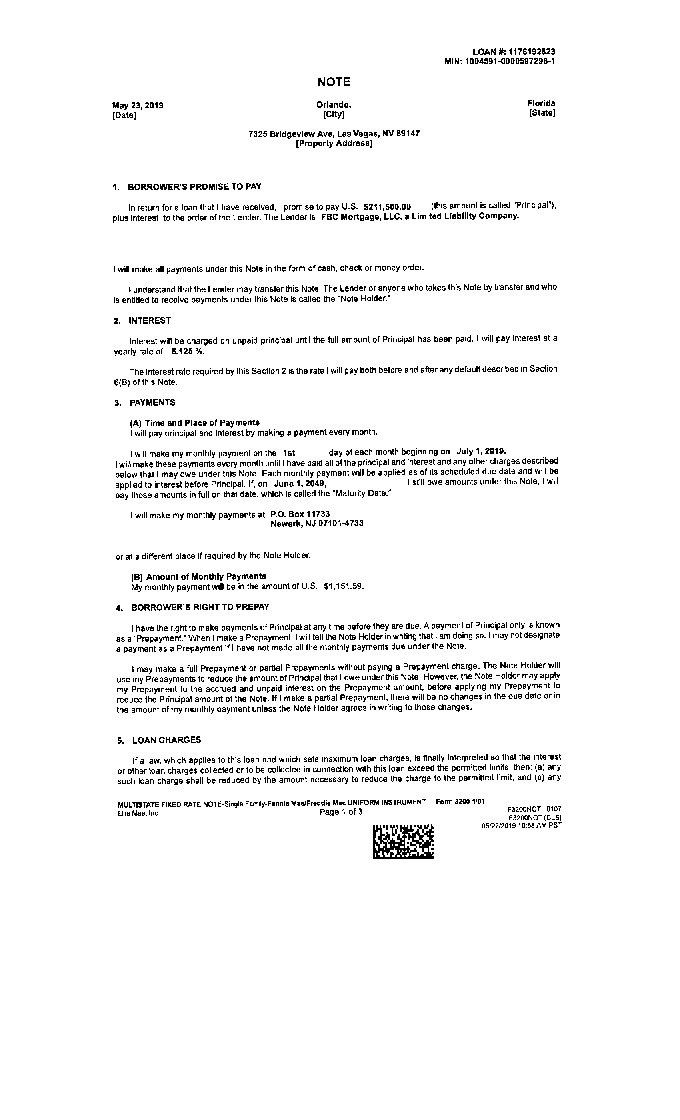 LOAN #: 1176192823
MIN: 1004591-0000597298-1
NOTE
May 23, 2019 Orlando, Florida
[Date] [City] [State]
7325 Bridgeview Ave, Las Vegas, NV 89147
[Property Address]
1. BORROWER'S PROMISE TO PAY
In return for a loan that I have received, I promise to pay U.S. $211,500.00 (this amount is called "Principal"),
plus interest, to the order of the Lender. The Lender is FBC Mortgage, LLC, a Limited Liability Company.
I will make all payments under this Note in the form of cash, check or money order.
I understand that the Lender may transfer this Note. The Lender or anyone who takes this Note by transfer and who
is entitled to receive payments under this Note is called the "Note Holder."
2. INTEREST
Interest will be charged on unpaid principal until the full amount of Principal has been paid. I will pay interest at a
yearly rate of 5.125 %.
The interest rate required by this Section 2 is the rate I will pay both before and after any default described in Section
6(B) of this Note.
3. PAYMENTS
(A) Time and Place of Payments
I will pay principal and interest by making a payment every month.
I will make my monthly payment on the 1st day of each month beginning on July 1, 2019.
I will make these payments every month until I have paid all of the principal and interest and any other charges described
below that I may owe under this Note. Each monthly payment will be applied as of its scheduled due date and will be
applied to interest before Principal. If, on June 1, 2049, I still owe amounts under this Note, I will
pay those amounts in full on that date, which is called the "Maturity Date."
I will make my monthly payments at P.O. Box 11733
Newark, NJ 07101-4733
or at a different place if required by the Note Holder.
(B) Amount of Monthly Payments
My monthly payment will be in the amount of U.S. $1,151.59.
4. BORROWER'S RIGHT TO PREPAY
I have the right to make payments of Principal at any time before they are due. A payment of Principal only is known
as a "Prepayment." When I make a Prepayment, I will tell the Note Holder in writing that I am doing so. I may not designate
a payment as a Prepayment if I have not made all the monthly payments due under the Note.
I may make a full Prepayment or partial Prepayments without paying a Prepayment charge. The Note Holder will
use my Prepayments to reduce the amount of Principal that I owe under this Note. However, the Note Holder may apply
my Prepayment to the accrued and unpaid interest on the Prepayment amount, before applying my Prepayment to
reduce the Principal amount of the Note. If I make a partial Prepayment, there will be no changes in the due date or in
the amount of my monthly payment unless the Note Holder agrees in writing to those changes.
5. LOAN CHARGES
If a law, which applies to this loan and which sets maximum loan charges, is finally interpreted so that the interest
or other loan charges collected or to be collected in connection with this loan exceed the permitted limits, then: (a) any
such loan charge shall be reduced by the amount necessary to reduce the charge to the permitted limit; and (b) any
MULTISTATE FIXED RATE NOTE-Single Family-Fannie Mae/Freddie Mac UNIFORM INSTRUMENT Form 3200 1/01
Ellie Mae, Inc. Page 1 of 3 F3200NOT 0107
F3200NOT (CLS)
05/22/2019 10:58 AM PST